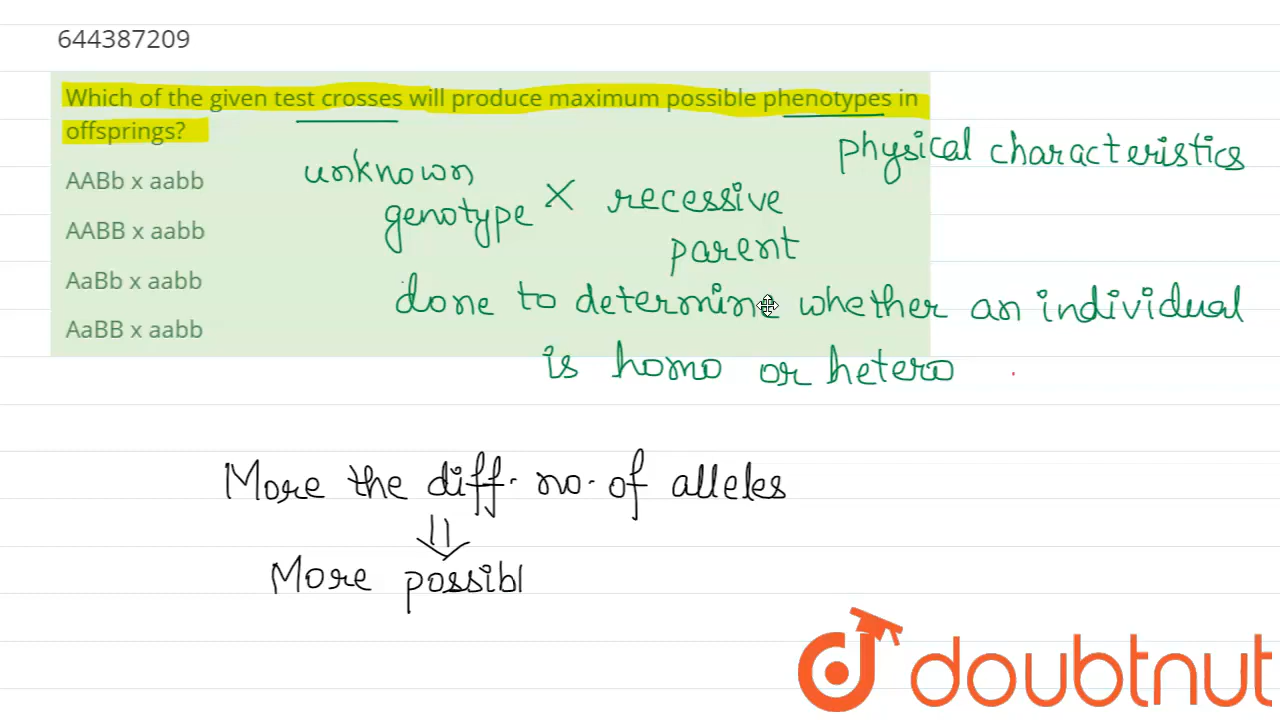 644387209
Which of the given test crosses will produce maximum possible phenotypes in
offsprings?
physical characteristics
AABb x aabb
unknown
genotype × recessive
parent
AABB x aabb
AaBb x aabb
done to determine whether an individual
AaBB x aabb
is homo or hetero
More the diff. no. of alleles
⇓
More possibl
doubtnut